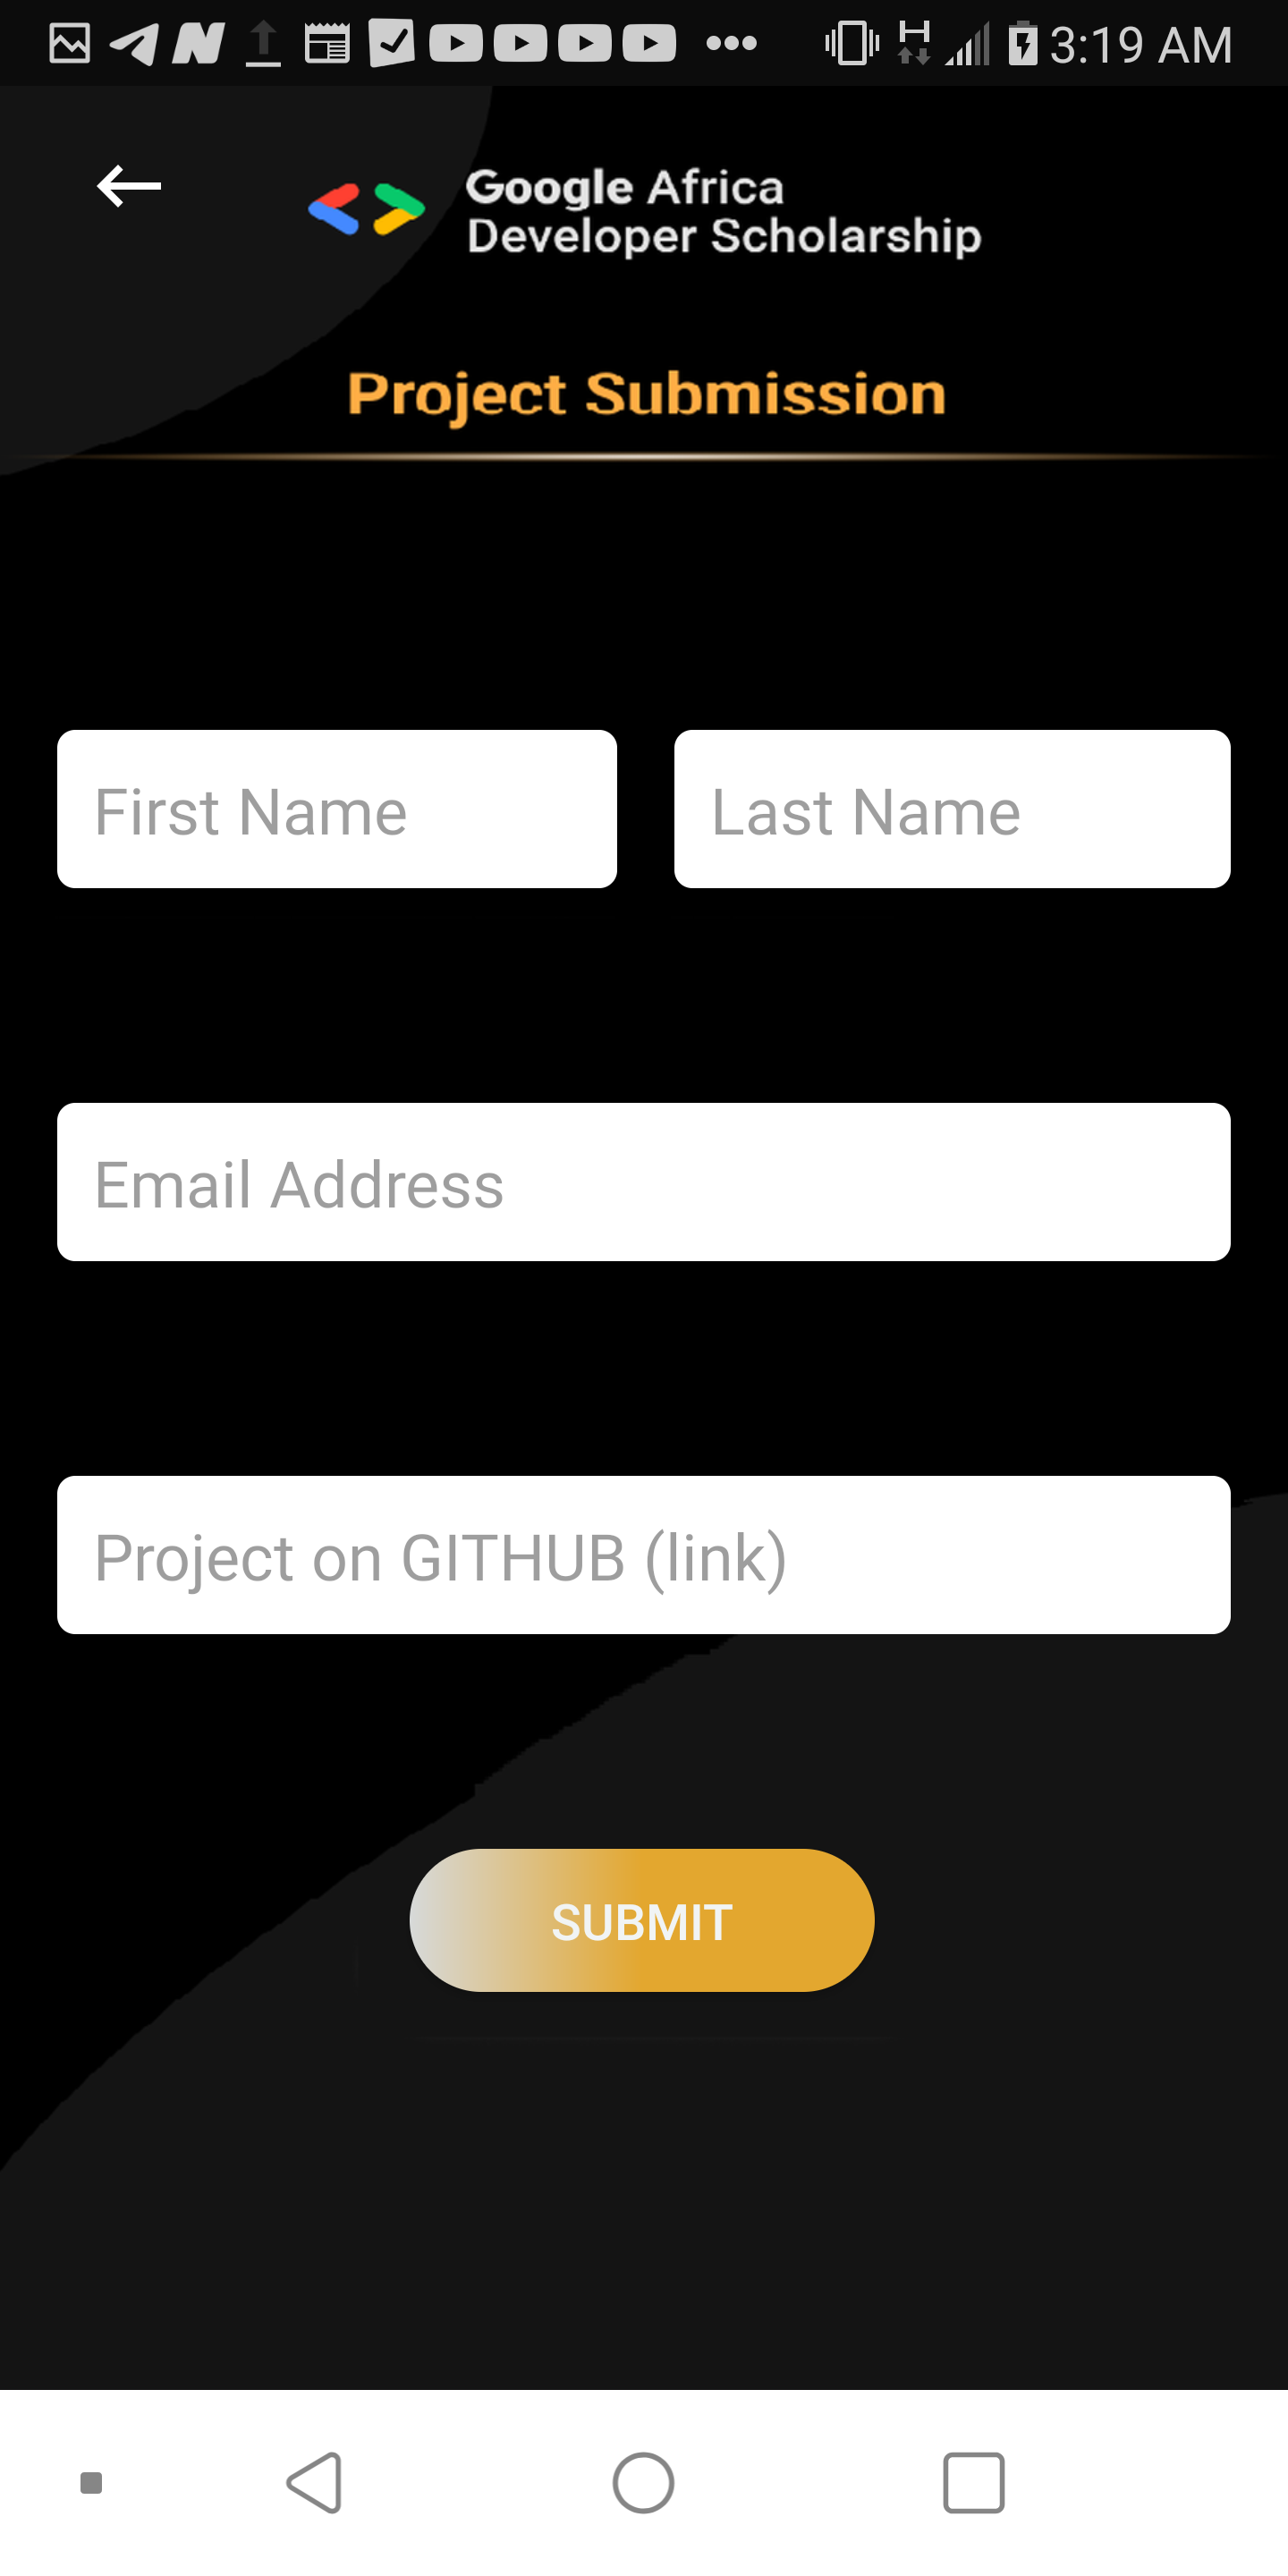 3:19 AM
Google Africa
Developer Scholarship
Project Submission
First Name
Last Name
Email Address
Project on GITHUB (link)
SUBMIT